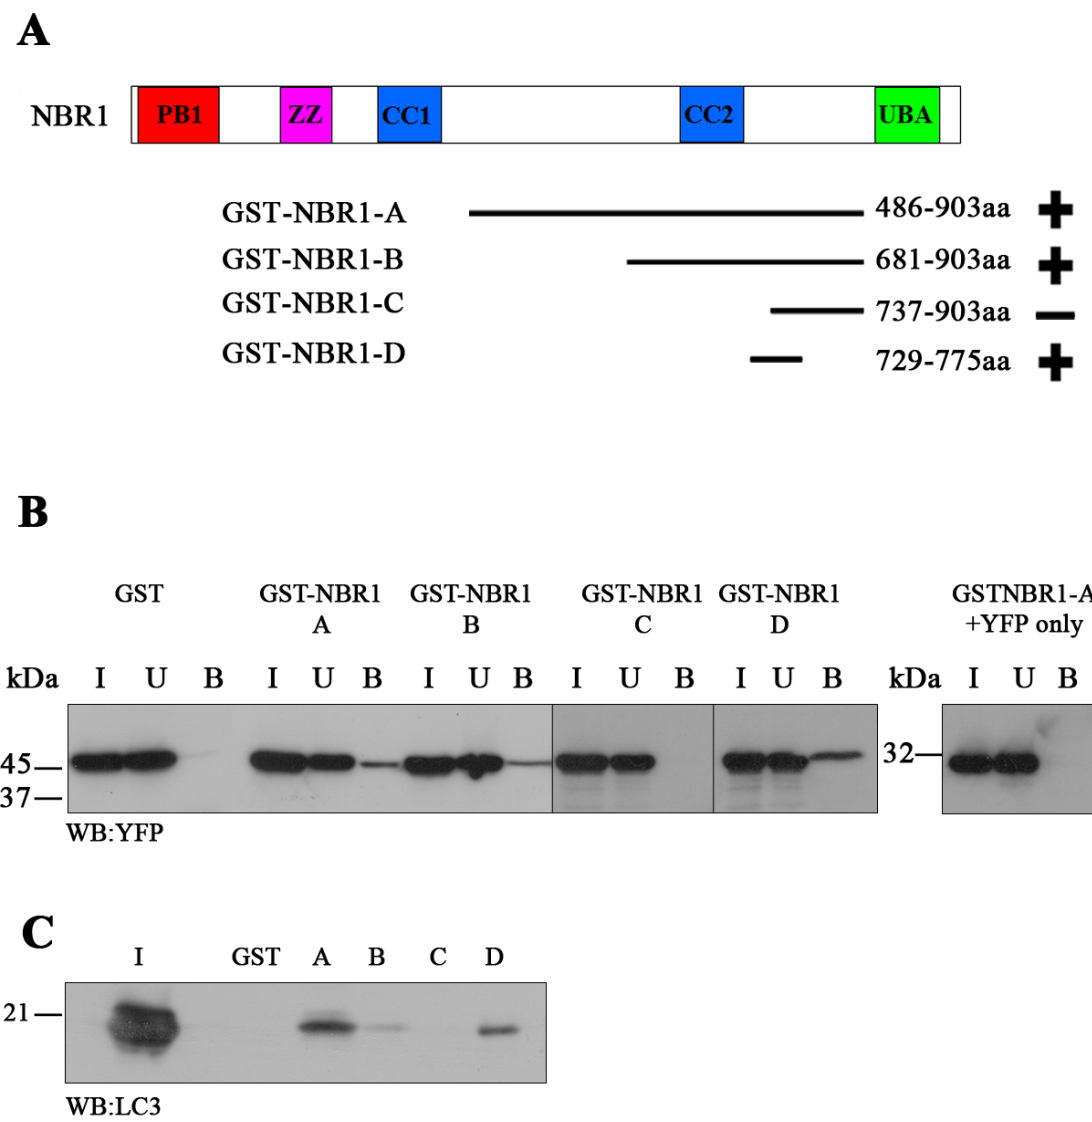 A
NBR1 PB1 ZZ CC1 CC2 UBA
GST-NBR1-A 486-903aa +
GST-NBR1-B 681-903aa +
GST-NBR1-C 737-903aa −
GST-NBR1-D 729-775aa +
B
GST GST-NBR1 GST-NBR1 GST-NBR1 GST-NBR1 GSTNBR1-A
A B C D +YFP only
kDa I U B I U B I U B I U B I U B kDa I U B
45 32
37
WB:YFP
C
I GST A B C D
21
WB:LC3